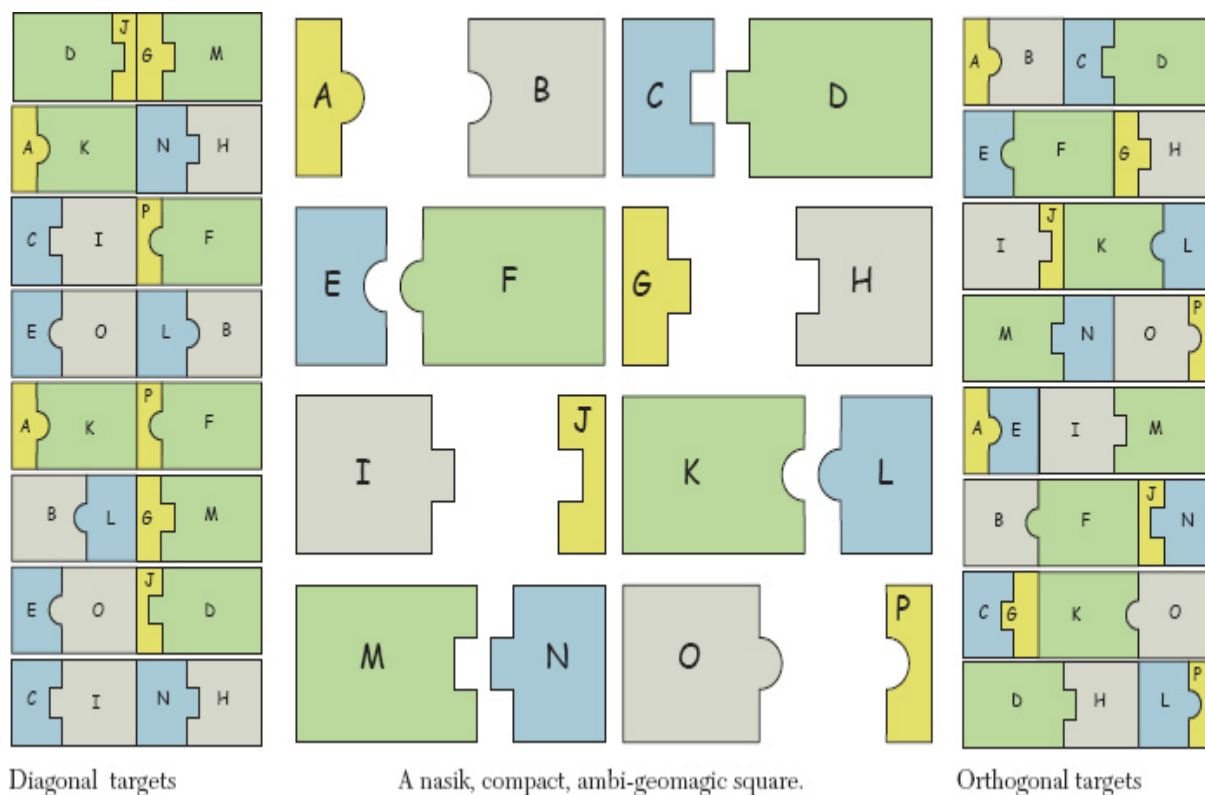 D J G M
A K N H
C I P F
E O L B
A K P F
B L G M
E O J D
C I N H
Diagonal targets
A B C D
E F G H
I J K L
M N O P
A nasik, compact, ambi-geomagic square.
A B C D
E F G H
I J K L
M N O P
A E I M
B F J N
C G K O
D H L P
Orthogonal targets